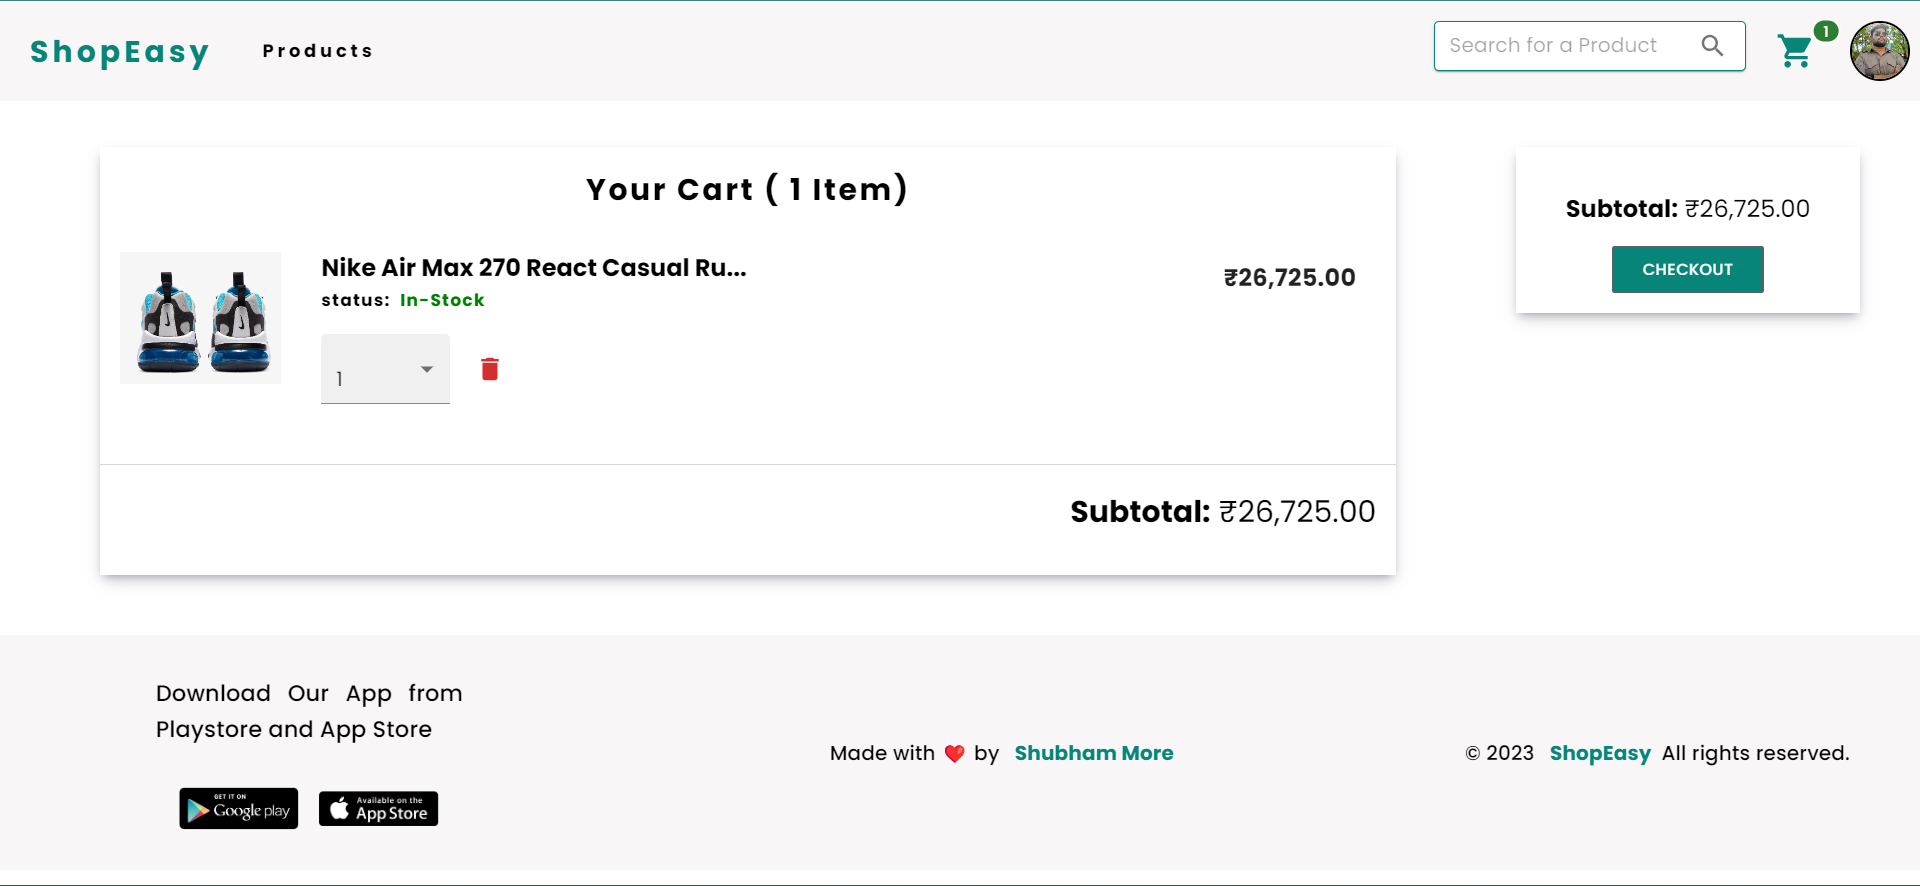 ShopEasy
Products
Search for a Product
1
Your Cart ( 1 Item)
Nike Air Max 270 React Casual Ru...
₹26,725.00
status: In-Stock
1
Subtotal: ₹26,725.00
Subtotal: ₹26,725.00
CHECKOUT
Download Our App from
Playstore and App Store
GET IT ON
Google play
Available on the
App Store
Made with ❤️ by Shubham More
© 2023 ShopEasy All rights reserved.